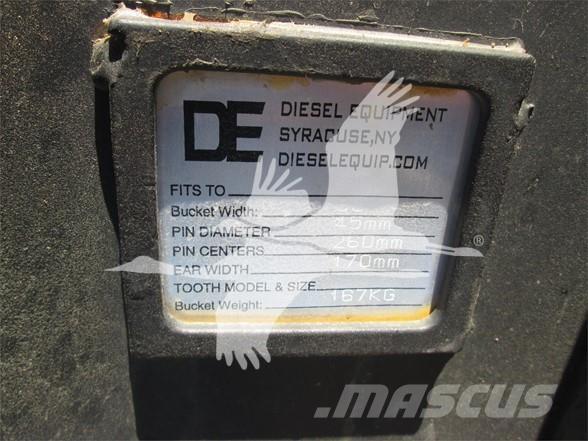 DE
DIESEL EQUIPMENT
SYRACUSE, NY
DIESELEQUIP.COM
FITS TO
Bucket Width:
PIN DIAMETER 45mm
PIN CENTERS 260mm
EAR WIDTH 170mm
TOOTH MODEL & SIZE
Bucket Weight: 167KG
®
MASCUS